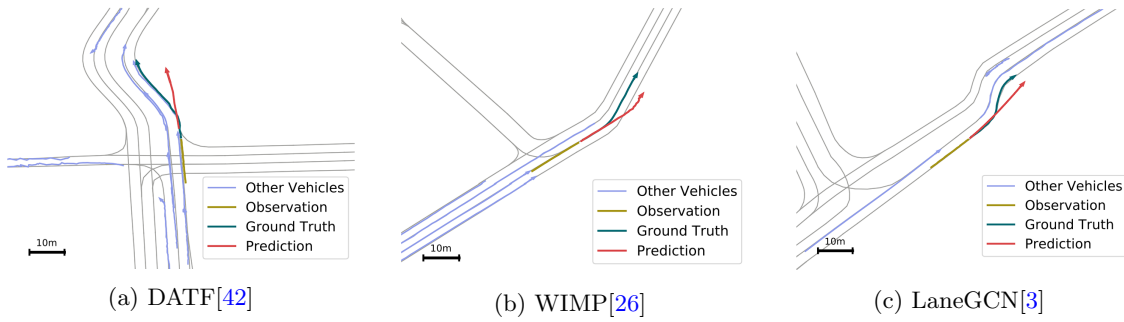 Other Vehicles
Observation
Ground Truth
Prediction
10m
(a) DATF[42]
Other Vehicles
Observation
Ground Truth
Prediction
10m
(b) WIMP[26]
Other Vehicles
Observation
Ground Truth
Prediction
10m
(c) LaneGCN[3]